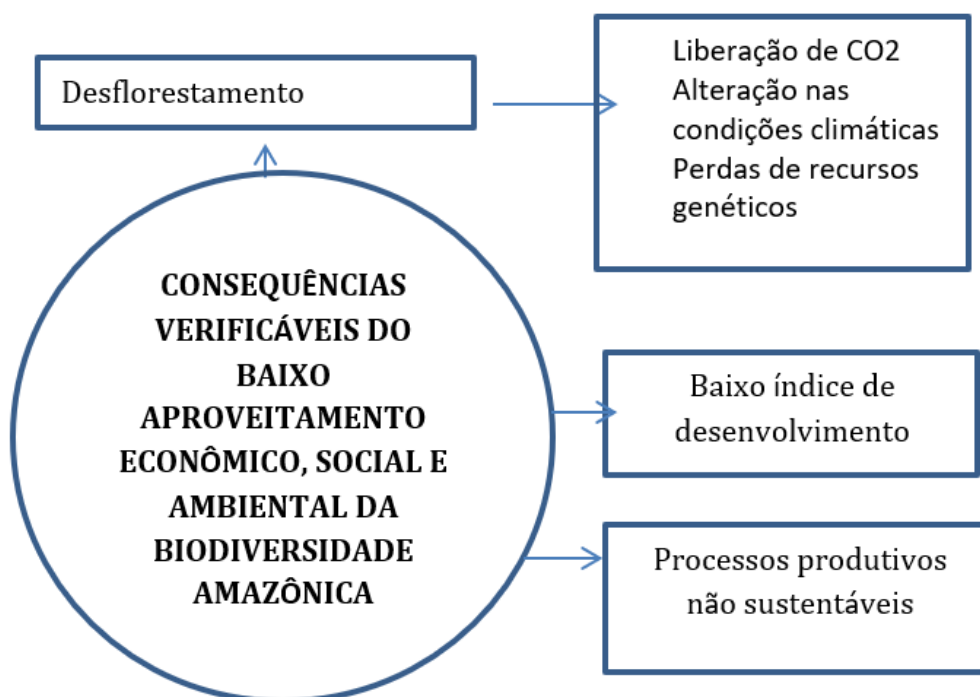 Desflorestamento
Liberação de CO2
Alteração nas
condições climáticas
Perdas de recursos
genéticos
CONSEQUÊNCIAS
VERIFICÁVEIS DO
BAIXO
APROVEITAMENTO
ECONÔMICO, SOCIAL E
AMBIENTAL DA
BIODIVERSIDADE
AMAZÔNICA
Baixo índice de
desenvolvimento
Processos produtivos
não sustentáveis